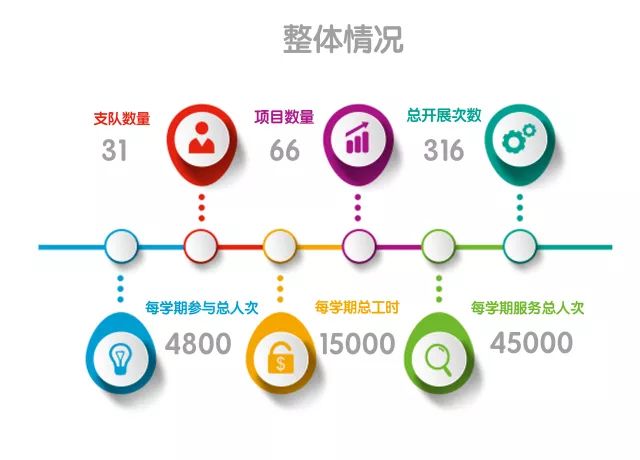 整体情况
支队数量
31
项目数量
66
总开展次数
316
每学期参与总人次
4800
每学期总工时
15000
每学期服务总人次
45000
$